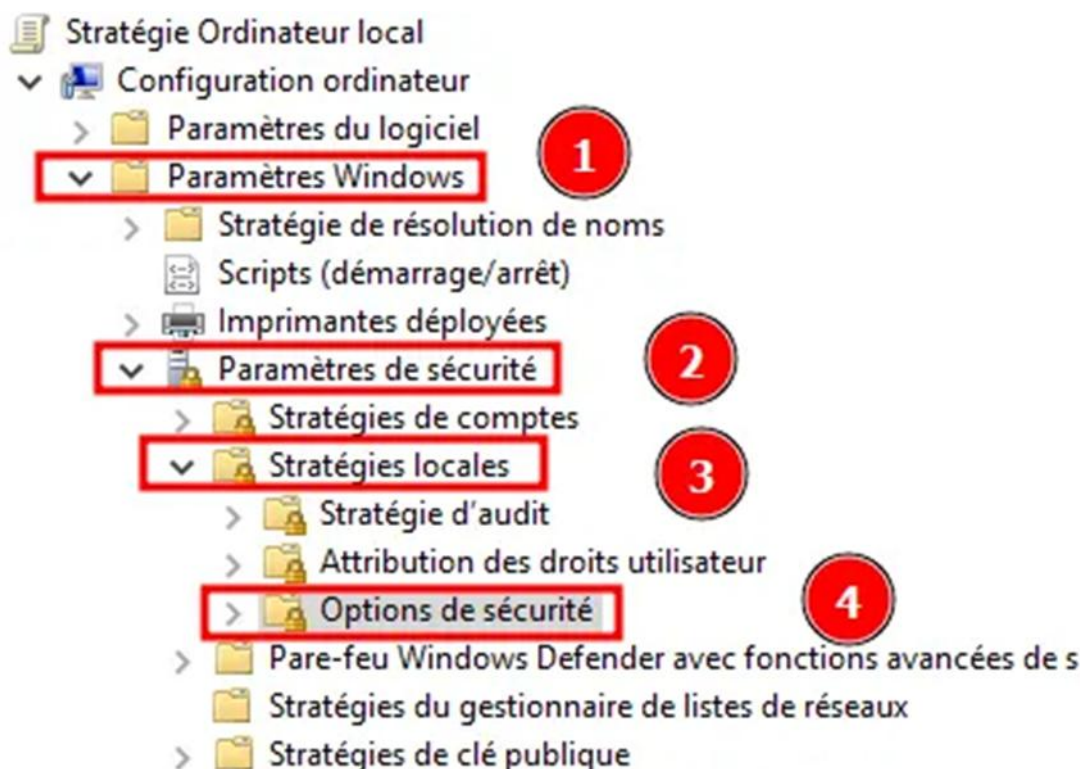 Stratégie Ordinateur local
Configuration ordinateur
Paramètres du logiciel
1
Paramètres Windows
Stratégie de résolution de noms
Scripts (démarrage/arrêt)
Imprimantes déployées
2
Paramètres de sécurité
Stratégies de comptes
Stratégies locales
3
Stratégie d'audit
Attribution des droits utilisateur
Options de sécurité
4
Pare-feu Windows Defender avec fonctions avancées de s
Stratégies du gestionnaire de listes de réseaux
Stratégies de clé publique